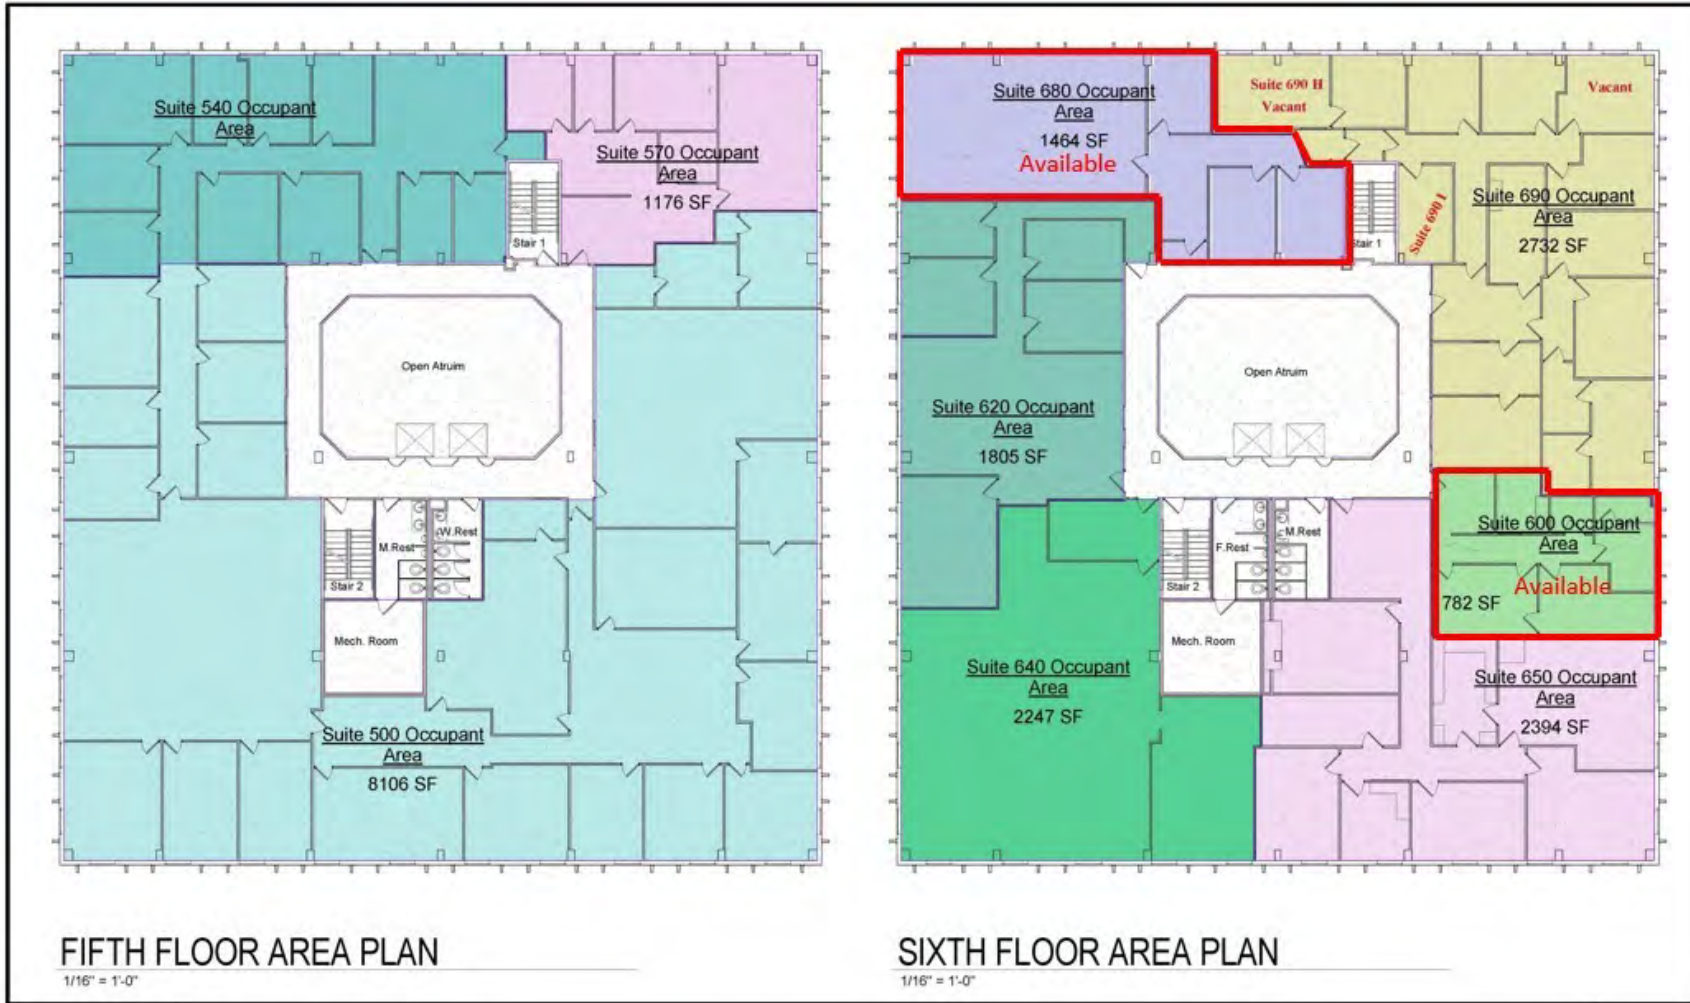 Suite 540 Occupant
Area
Suite 570 Occupant
Area
1176 SF
Stair 1
Open Atruim
M.Rest
W.Rest
Stair 2
Mech. Room
Suite 500 Occupant
Area
8106 SF
FIFTH FLOOR AREA PLAN
1/16" = 1'-0"
Suite 680 Occupant
Area
1464 SF
Available
Suite 690 H
Vacant
Vacant
Suite 690 I
Suite 690 Occupant
Area
2732 SF
Stair 1
Open Atruim
Suite 620 Occupant
Area
1805 SF
Suite 600 Occupant
Area
Available
782 SF
F.Rest
M.Rest
Stair 2
Mech. Room
Suite 640 Occupant
Area
2247 SF
Suite 650 Occupant
Area
2394 SF
SIXTH FLOOR AREA PLAN
1/16" = 1'-0"